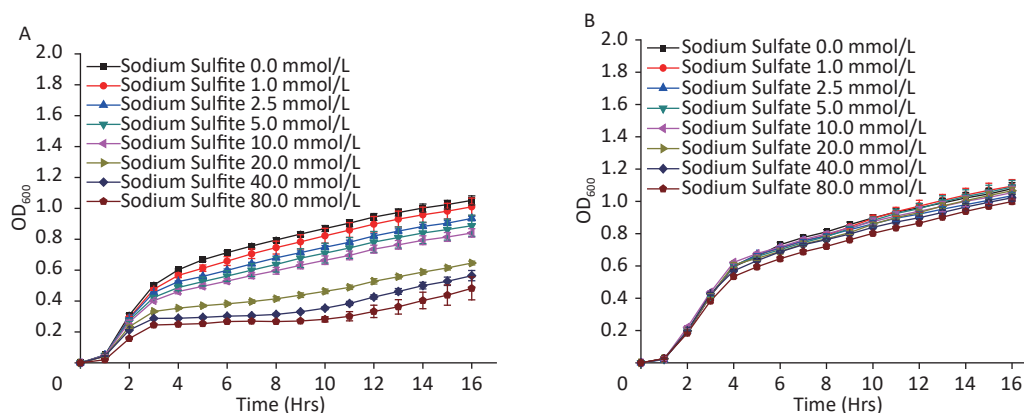 A
2.0
1.8
1.6
1.4
1.2
1.0
0.8
0.6
0.4
0.2
0
OD600
Sodium Sulfite 0.0 mmol/L
Sodium Sulfite 1.0 mmol/L
Sodium Sulfite 2.5 mmol/L
Sodium Sulfite 5.0 mmol/L
Sodium Sulfite 10.0 mmol/L
Sodium Sulfite 20.0 mmol/L
Sodium Sulfite 40.0 mmol/L
Sodium Sulfite 80.0 mmol/L
2 4 6 8 10 12 14 16
Time (Hrs)
B
2.0
1.8
1.6
1.4
1.2
1.0
0.8
0.6
0.4
0.2
0
OD600
Sodium Sulfate 0.0 mmol/L
Sodium Sulfate 1.0 mmol/L
Sodium Sulfate 2.5 mmol/L
Sodium Sulfate 5.0 mmol/L
Sodium Sulfate 10.0 mmol/L
Sodium Sulfate 20.0 mmol/L
Sodium Sulfate 40.0 mmol/L
Sodium Sulfate 80.0 mmol/L
2 4 6 8 10 12 14 16
Time (Hrs)